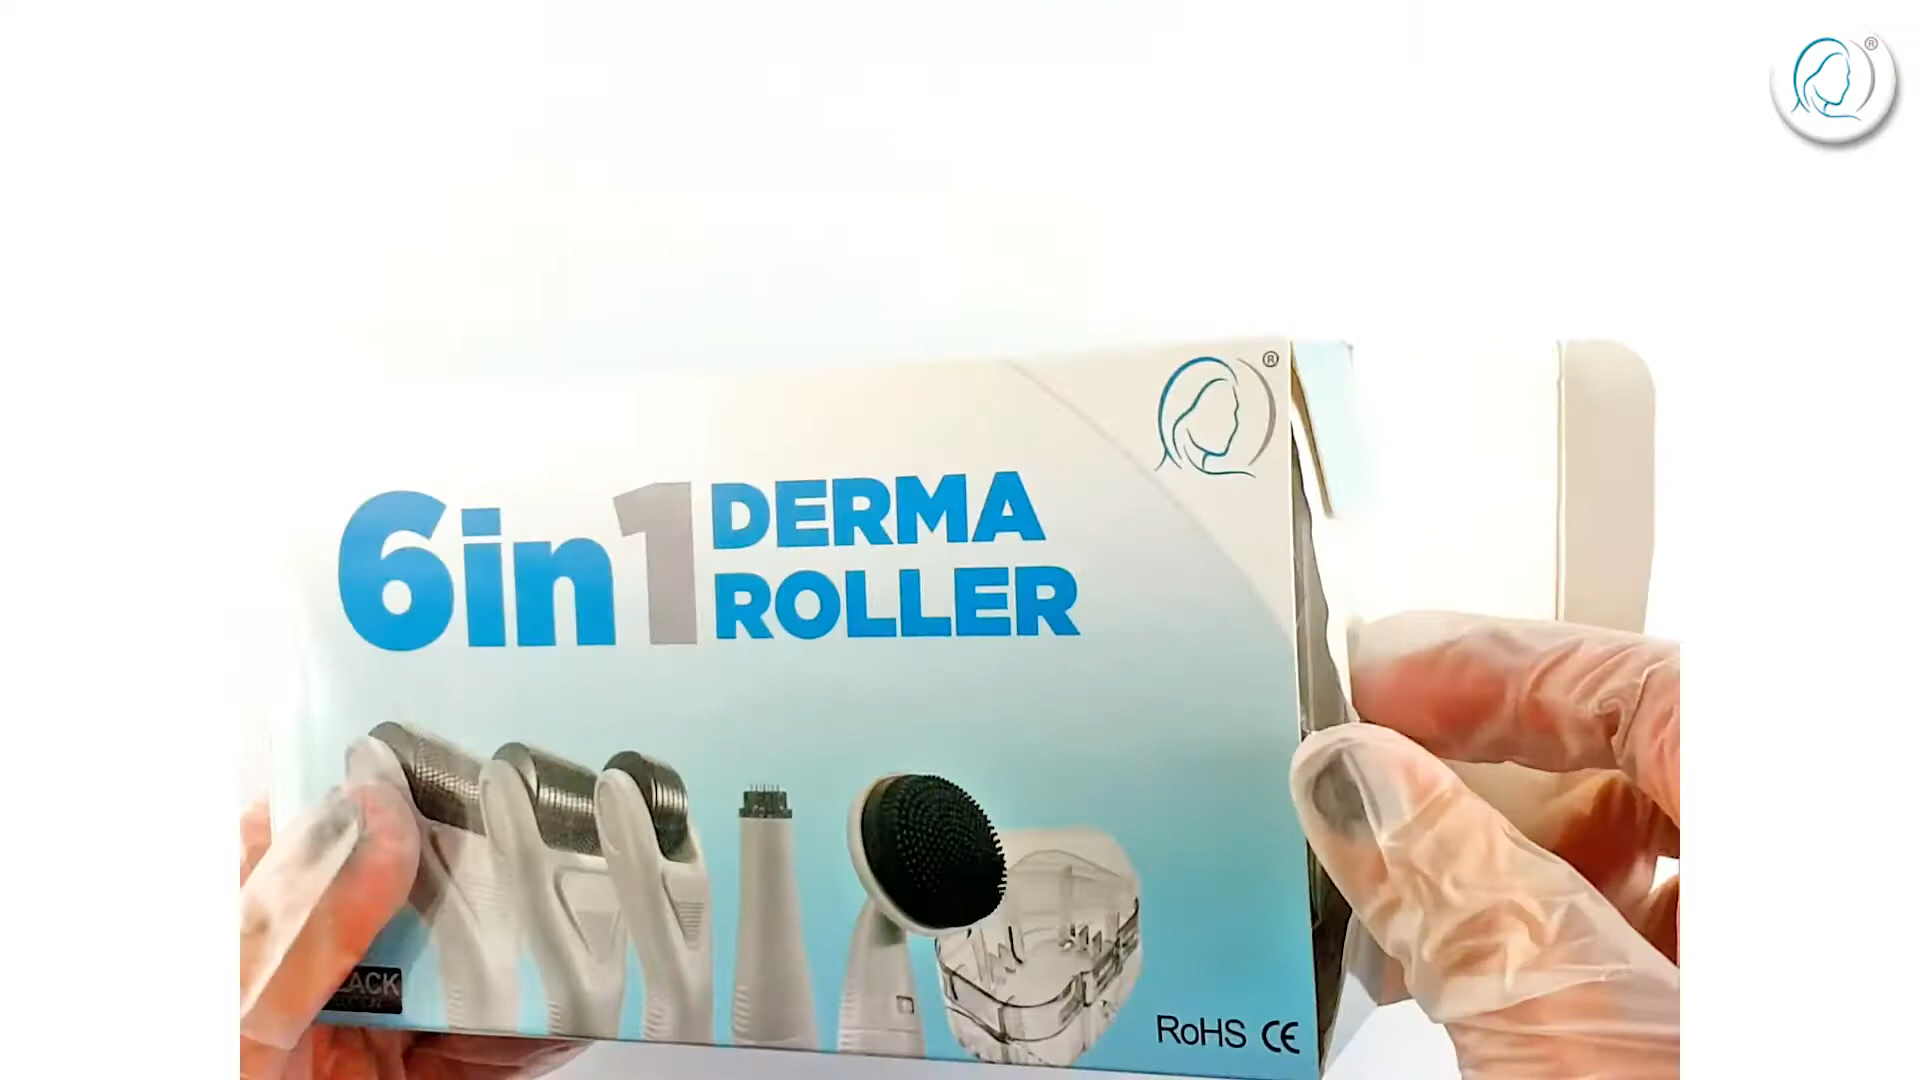 ®
®
6in1 DERMA
ROLLER
RoHS CE